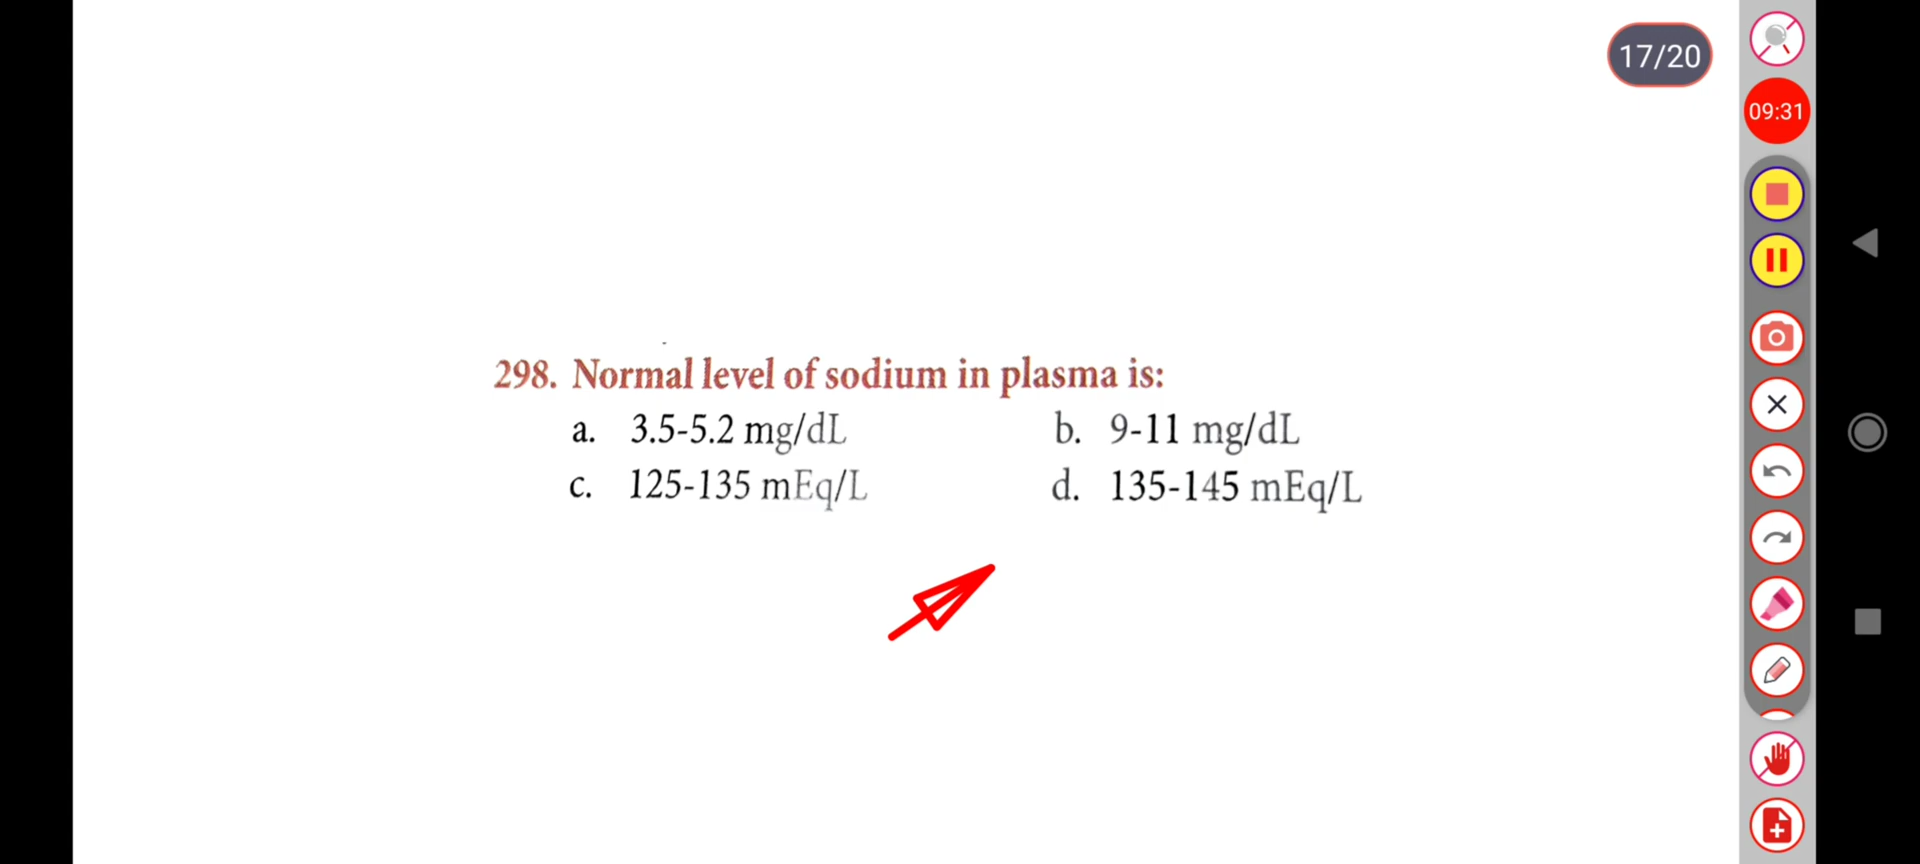 17/20
09:31
298. Normal level of sodium in plasma is:
a. 3.5-5.2 mg/dL b. 9-11 mg/dL
c. 125-135 mEq/L d. 135-145 mEq/L